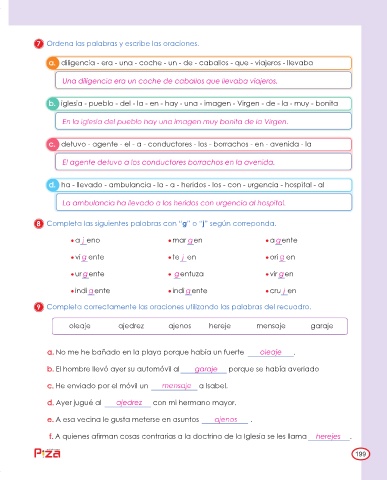 7 Ordena las palabras y escribe las oraciones.
a. diligencia - era - una - coche - un - de - caballos - que - viajeros - llevaba
Una diligencia era un coche de caballos que llevaba viajeros.
b. iglesia - pueblo - del - la - en - hay - una - imagen - Virgen - de - la - muy - bonita
En la iglesia del pueblo hay una imagen muy bonita de la Virgen.
c. detuvo - agente - el - a - conductores - los - borrachos - en - avenida - la
El agente detuvo a los conductores borrachos en la avenida.
d. ha - llevado - ambulancia - la - a - heridos - los - con - urgencia - hospital - al
La ambulancia ha llevado a los heridos con urgencia al hospital.
8 Completa las siguientes palabras con "g" o "j" según correponda.
• a j eno • mar g en • a g ente
• vi g ente • te j en • ori g en
• ur g ente • g entuza • vir g en
• indi g ente • indi g ente • cru j en
9 Completa correctamente las oraciones utilizando las palabras del recuadro.
oleaje ajedrez ajenos hereje mensaje garaje
a. No me he bañado en la playa porque había un fuerte oleaje .
b. El hombre llevó ayer su automóvil al garaje porque se había averiado
c. He enviado por el móvil un mensaje a Isabel.
d. Ayer jugué al ajedrez con mi hermano mayor.
e. A esa vecina le gusta meterse en asuntos ajenos .
f. A quienes afirman cosas contrarias a la doctrina de la Iglesia se les llama herejes .
Pizza 199